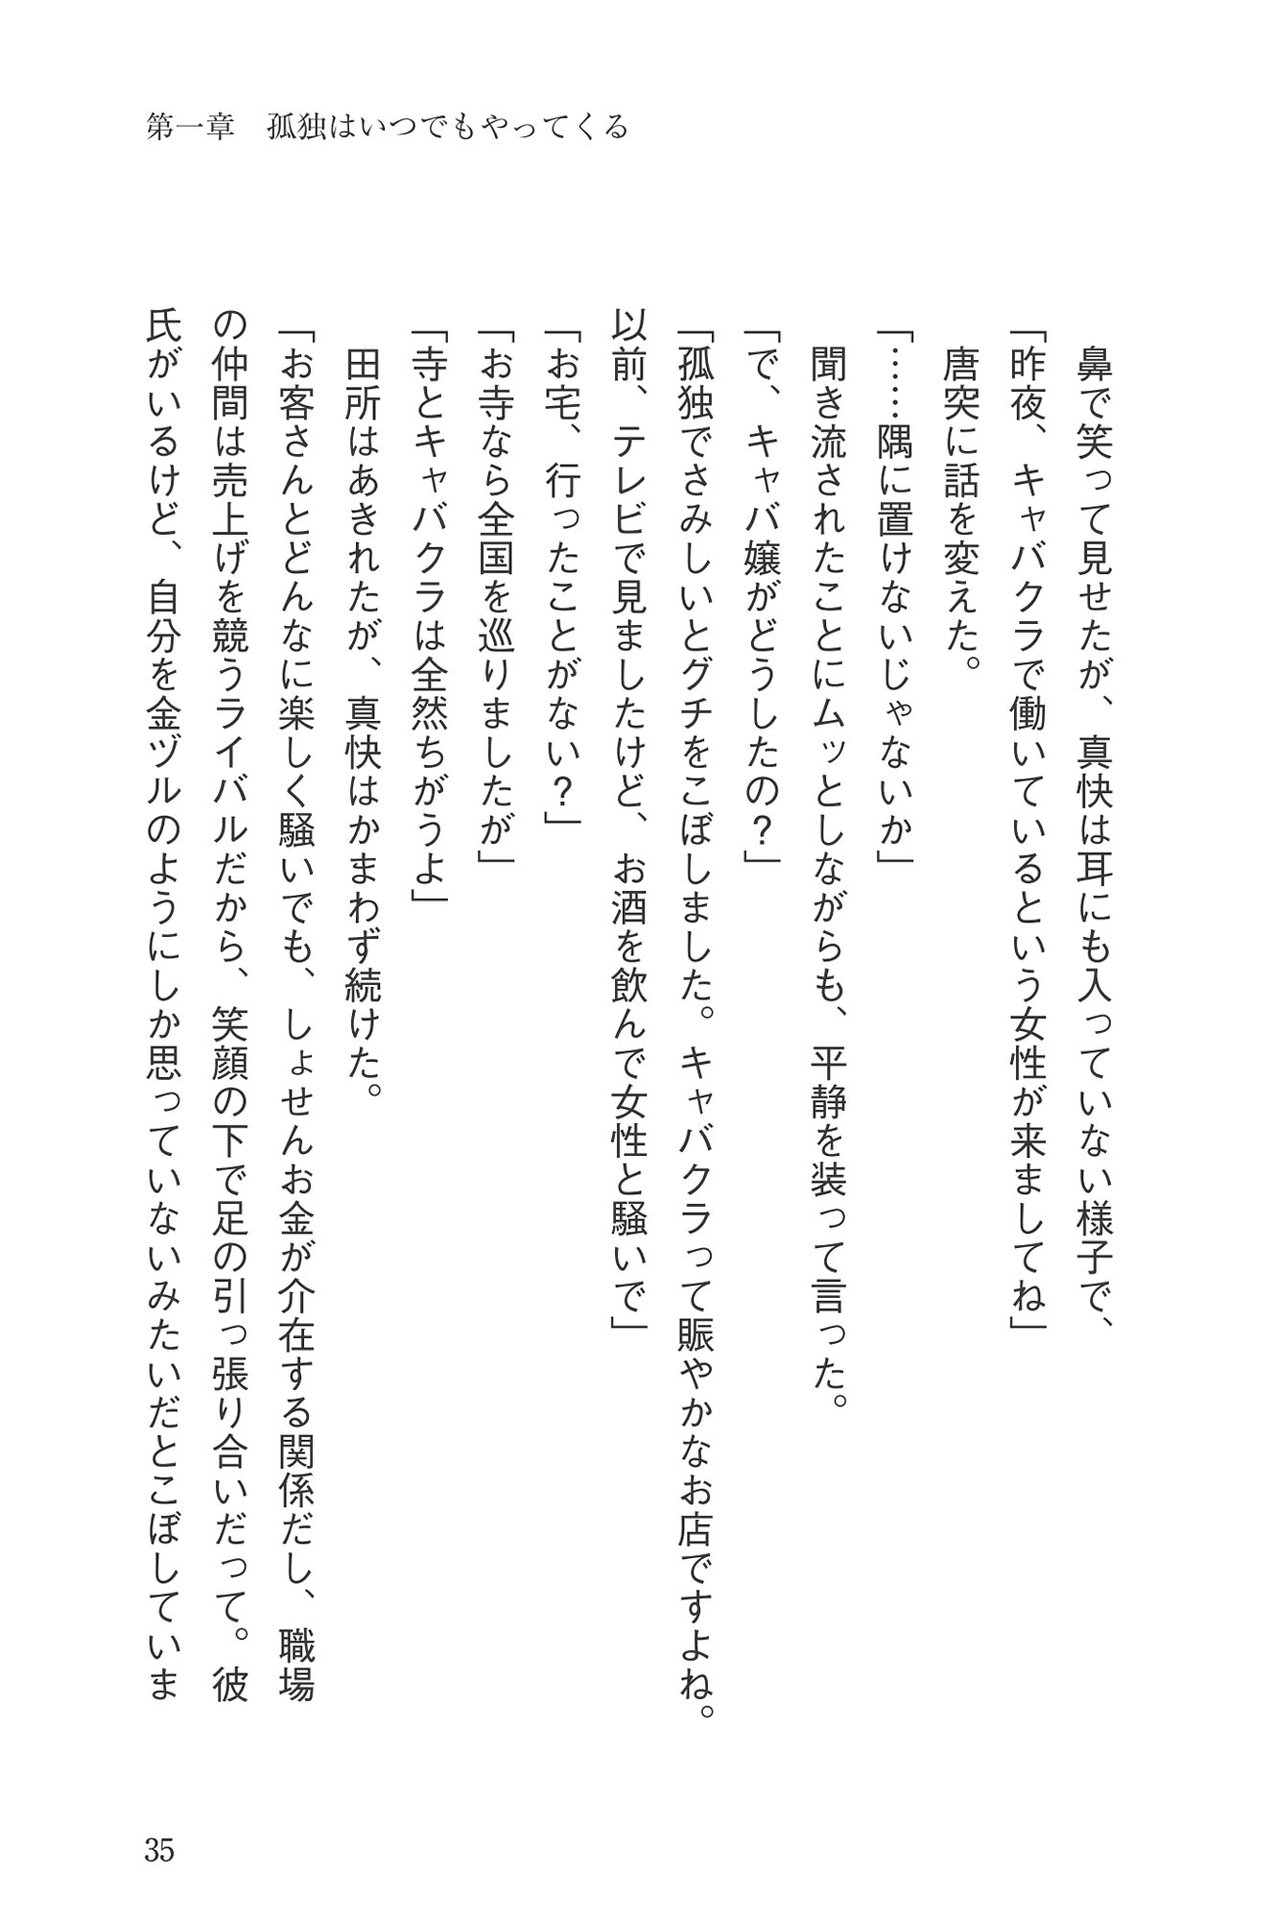 第一章　孤独はいつでもやってくる
　鼻で笑って見せたが、真快は耳にも入っていない様子で、
「昨夜、キャバクラで働いているという女性が来ましてね」
　唐突に話を変えた。
「……隅に置けないじゃないか」
　聞き流されたことにムッとしながらも、平静を装って言った。
「で、キャバ嬢がどうしたの？」
「孤独でさみしいとグチをこぼしました。キャバクラって賑やかなお店ですよね。
以前、テレビで見ましたけど、お酒を飲んで女性と騒いで」
「お宅、行ったことがない？」
「お寺なら全国を巡りましたが」
「寺とキャバクラは全然ちがうよ」
　田所はあきれたが、真快はかまわず続けた。
「お客さんとどんなに楽しく騒いでも、しょせんお金が介在する関係だし、職場
の仲間は売上げを競うライバルだから、笑顔の下で足の引っ張り合いだって。彼
氏がいるけど、自分を金ヅルのようにしか思っていないみたいだとこぼしていま
35